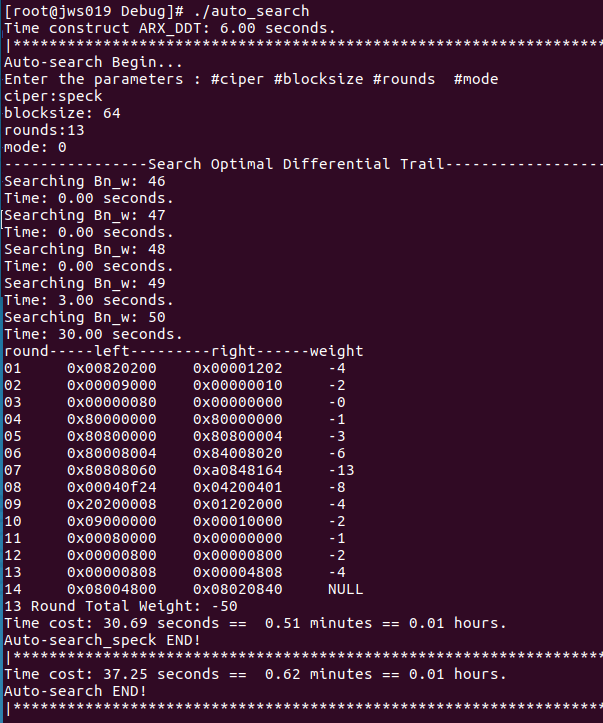 [root@jws019 Debug]# ./auto_search
Time construct ARX_DDT: 6.00 seconds.
|**************************************************************************
Auto-search Begin...
Enter the parameters : #ciper #blocksize #rounds  #mode
ciper:speck
blocksize: 64
rounds:13
mode: 0
----------------Search Optimal Differential Trail------------------
Searching Bn_w: 46
Time: 0.00 seconds.
Searching Bn_w: 47
Time: 0.00 seconds.
Searching Bn_w: 48
Time: 0.00 seconds.
Searching Bn_w: 49
Time: 3.00 seconds.
Searching Bn_w: 50
Time: 30.00 seconds.
round-----left---------right------weight
01     0x00820200    0x00001202     -4
02     0x00009000    0x00000010     -2
03     0x00000080    0x00000000     -0
04     0x80000000    0x80000000     -1
05     0x80800000    0x80800004     -3
06     0x80008004    0x84008020     -6
07     0x80808060    0xa0848164     -13
08     0x00040f24    0x04200401     -8
09     0x20200008    0x01202000     -4
10     0x09000000    0x00010000     -2
11     0x00080000    0x00000000     -1
12     0x00000800    0x00000800     -2
13     0x00000808    0x00004808     -4
14     0x08004800    0x08020840     NULL
13 Round Total Weight: -50
Time cost: 30.69 seconds ==  0.51 minutes == 0.01 hours.
Auto-search_speck END!
|**************************************************************************
Time cost: 37.25 seconds ==  0.62 minutes == 0.01 hours.
Auto-search END!
|**************************************************************************